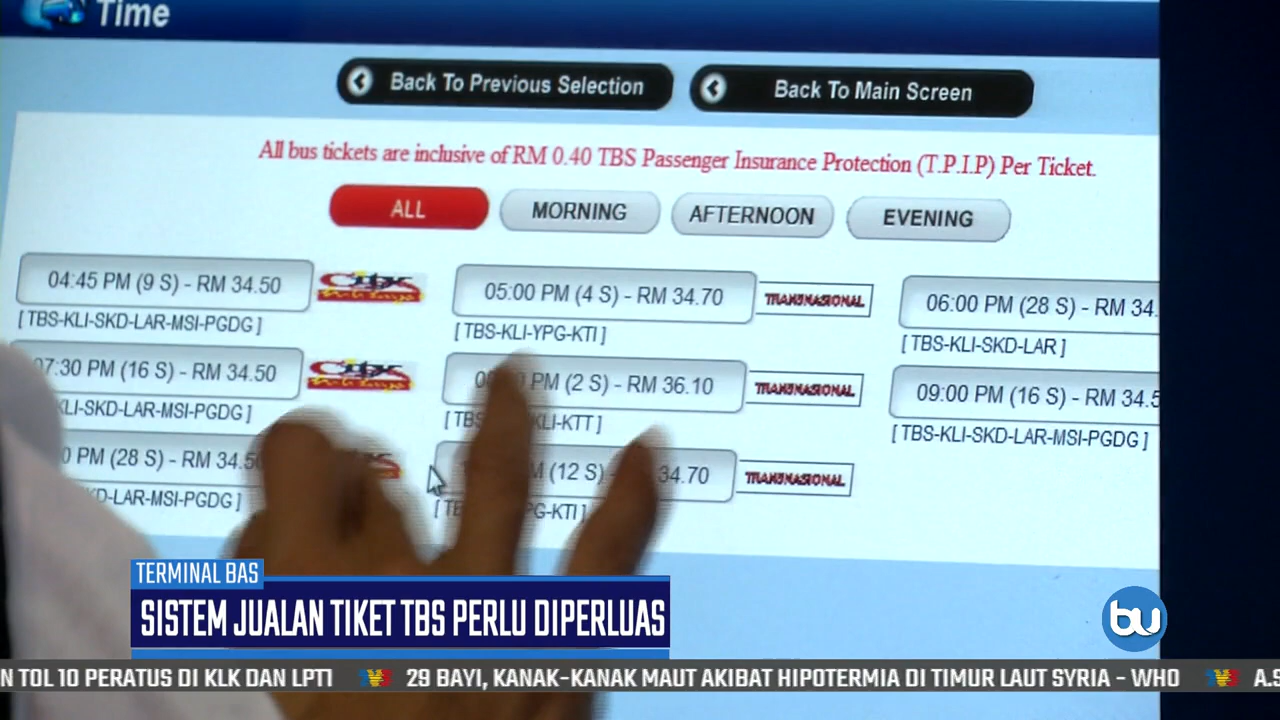 Time
Back To Previous Selection
Back To Main Screen
All bus tickets are inclusive of RM 0.40 TBS Passenger Insurance Protection (T.P.I.P) Per Ticket.
ALL
MORNING
AFTERNOON
EVENING
04:45 PM (9 S) - RM 34.50
05:00 PM (4 S) - RM 34.70
TRANSNASIONAL
06:00 PM (28 S) - RM 34.
[ TBS-KLI-SKD-LAR-MSI-PGDG ]
[ TBS-KLI-YPG-KTI ]
[ TBS-KLI-SKD-LAR ]
07:30 PM (16 S) - RM 34.50
PM (2 S) - RM 36.10
TRANSNASIONAL
09:00 PM (16 S) - RM 34.5
KLI-SKD-LAR-MSI-PGDG ]
[ TBS KLI-KTT ]
[ TBS-KLI-SKD-LAR-MSI-PGDG ]
0 PM (28 S) - RM 34.50
M (12 S) - 34.70
TRANSNASIONAL
KD-LAR-MSI-PGDG ]
[ TB PG-KTI ]
TERMINAL BAS
SISTEM JUALAN TIKET TBS PERLU DIPERLUAS
bu
N TOL 10 PERATUS DI KLK DAN LPT1 29 BAYI, KANAK-KANAK MAUT AKIBAT HIPOTERMIA DI TIMUR LAUT SYRIA - WHO A.S